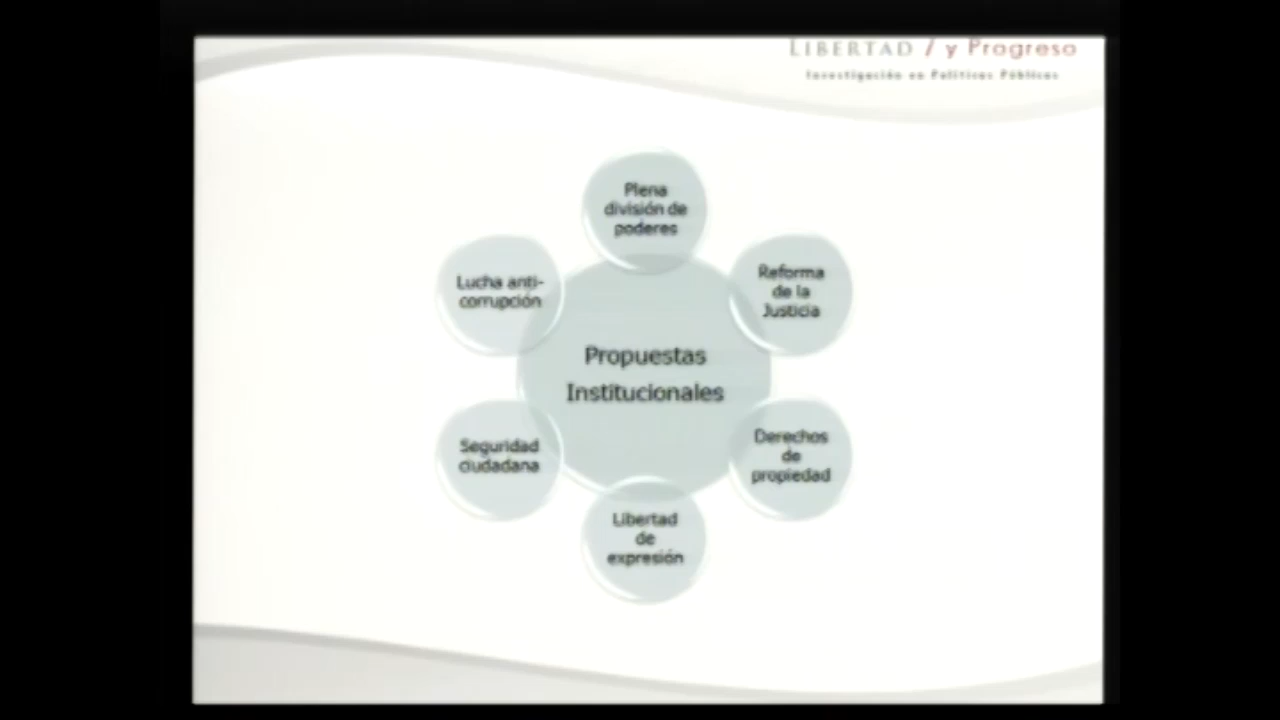 LIBERTAD / y Progreso
Investigación en Políticas Públicas
Plena
división de
poderes
Lucha anti-
corrupción
Reforma
de la
Justicia
Propuestas
Institucionales
Seguridad
ciudadana
Derechos
de
propiedad
Libertad
de
expresión